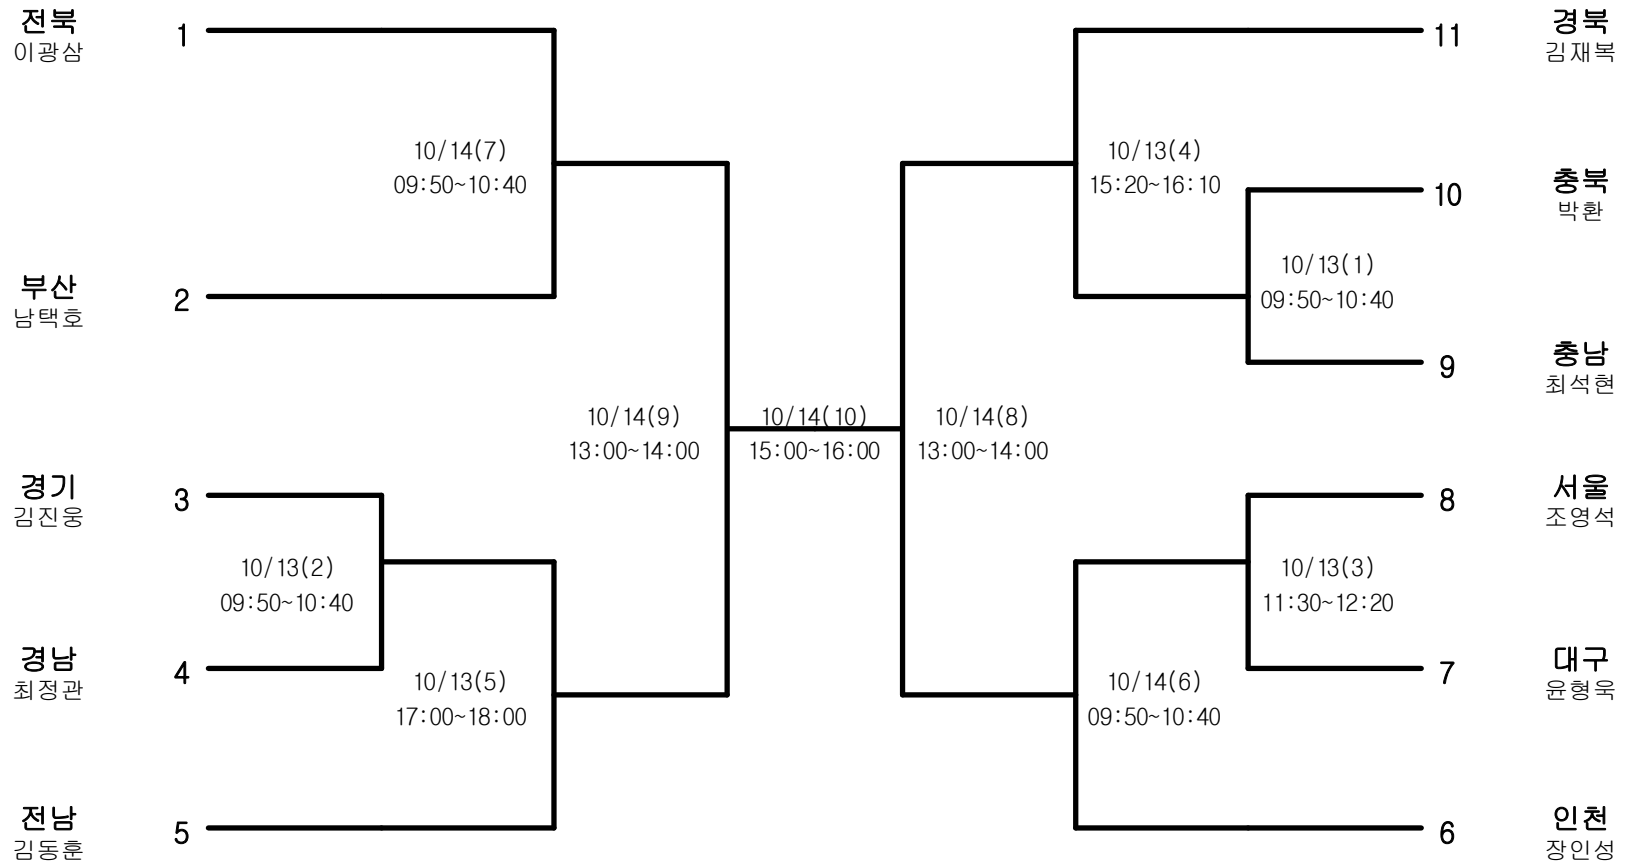 전북
이광삼
1
11
경북
김재복
10/14(7)
09:50~10:40
10/13(4)
15:20~16:10
10
충북
박환
부산
남택호
2
10/13(1)
09:50~10:40
9
충남
최석현
10/14(9)
13:00~14:00
10/14(10)
15:00~16:00
10/14(8)
13:00~14:00
경기
김진웅
3
8
서울
조영석
10/13(2)
09:50~10:40
10/13(3)
11:30~12:20
경남
최정관
4
10/13(5)
17:00~18:00
10/14(6)
09:50~10:40
7
대구
윤형욱
전남
김동훈
5
6
인천
장인성